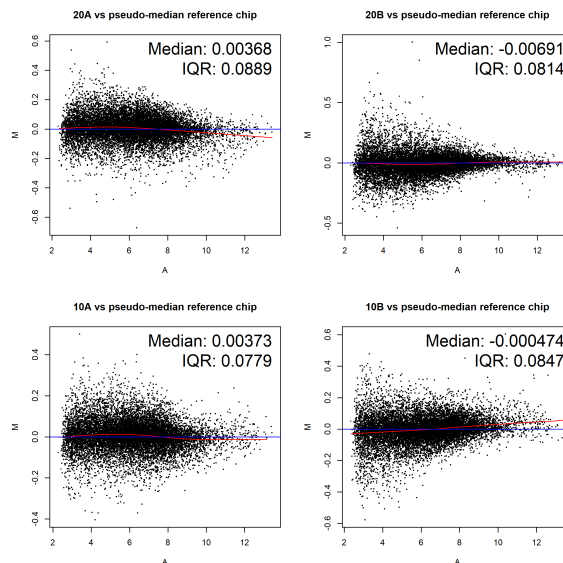 20A vs pseudo-median reference chip
Median: 0.00368
IQR: 0.0889
0.6
0.4
0.2
0.0
-0.2
-0.4
-0.6
M
2 4 6 8 10 12
A
20B vs pseudo-median reference chip
Median: -0.00691
IQR: 0.0814
1.0
0.5
0.0
-0.5
M
2 4 6 8 10 12
A
10A vs pseudo-median reference chip
Median: 0.00373
IQR: 0.0779
0.4
0.2
0.0
-0.2
-0.4
M
2 4 6 8 10 12
A
10B vs pseudo-median reference chip
Median: -0.000474
IQR: 0.0847
0.6
0.4
0.2
0.0
-0.2
-0.4
-0.6
M
2 4 6 8 10 12
A